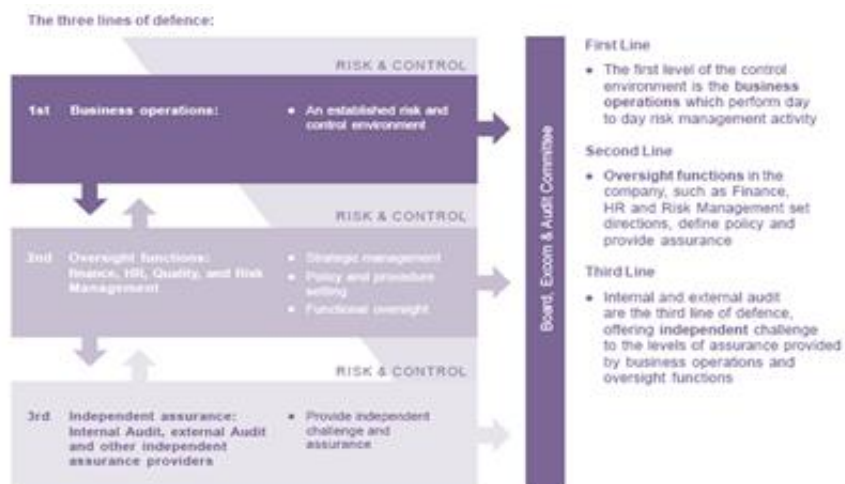 The three lines of defence:
RISK & CONTROL
1st Business operations:
• An established risk and
control environment
RISK & CONTROL
2nd Oversight functions:
finance, HR, Quality, and Risk
Management
• Strategic management
• Policy and procedure
setting
• Functional oversight
RISK & CONTROL
3rd Independent assurance:
Internal Audit, external Audit
and other independent
assurance providers
• Provide independent
challenge and
assurance
Board, Excom & Audit Committee
First Line
• The first level of the control
environment is the business
operations which perform day
to day risk management activity
Second Line
• Oversight functions in the
company, such as Finance,
HR and Risk Management set
directions, define policy and
provide assurance
Third Line
• Internal and external audit
are the third line of defence,
offering independent challenge
to the levels of assurance provided
by business operations and
oversight functions